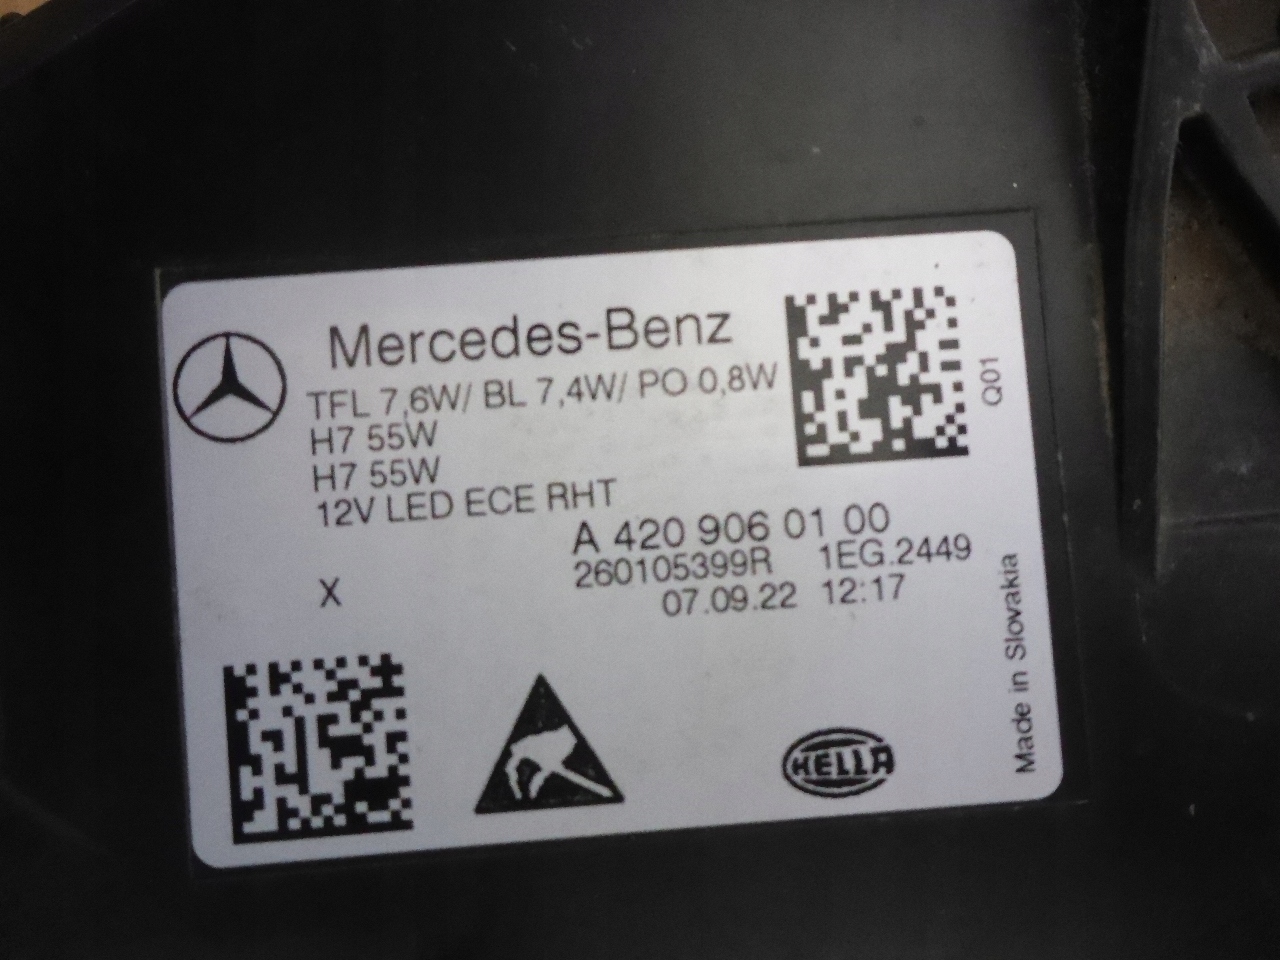 Mercedes-Benz
TFL 7,6W/ BL 7,4W/ PO 0,8W
H7 55W
H7 55W
12V LED ECE RHT
Q01
A 420 906 01 00
260105399R 1EG.2449
07.09.22 12:17
X
HELLA
Made in Slovakia